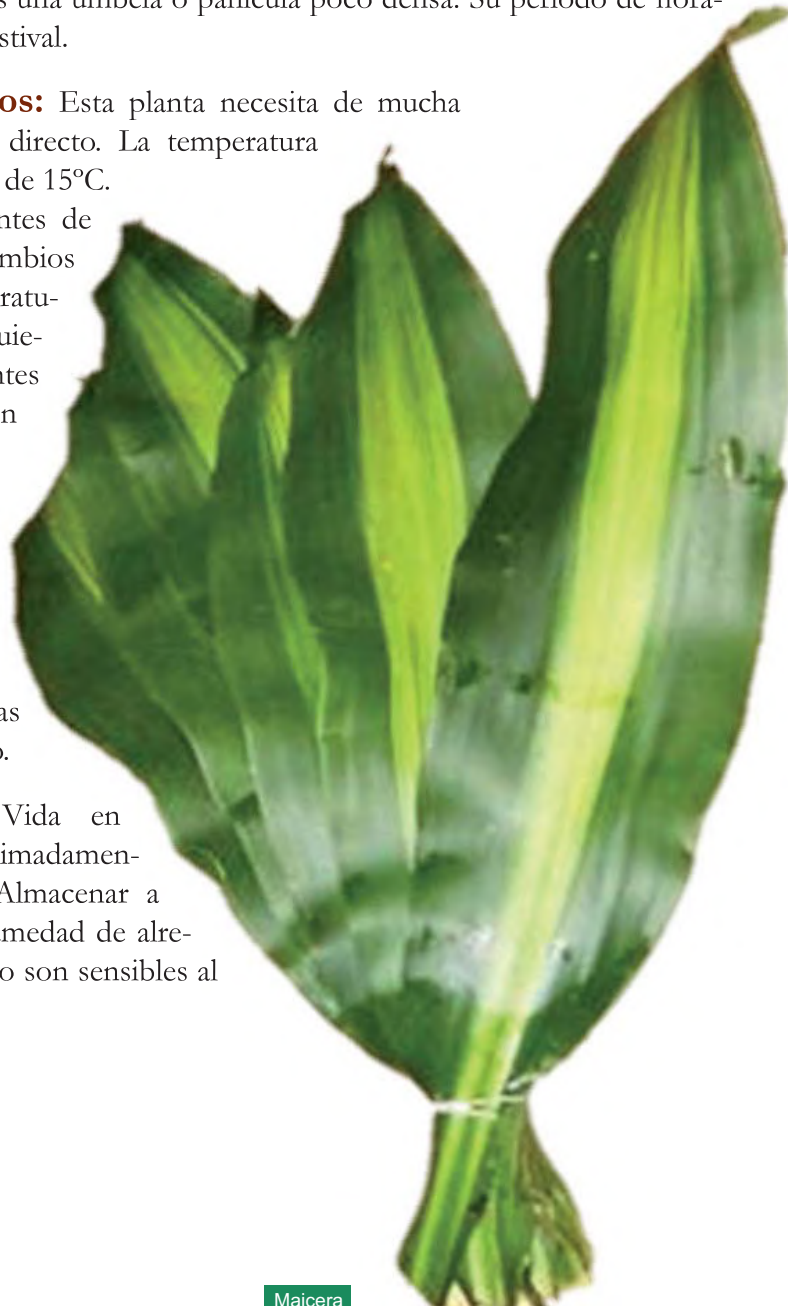 s una umbela o panícula poco densa. Su periodo de flora-
stival.
os: Esta planta necesita de mucha
directo. La temperatura
de 15ºC.
ntes de
mbios
ratu-
uie-
ntes
n
as
o.
Vida en
imadamen-
Almacenar a
medad de alre-
o son sensibles al
Maicera